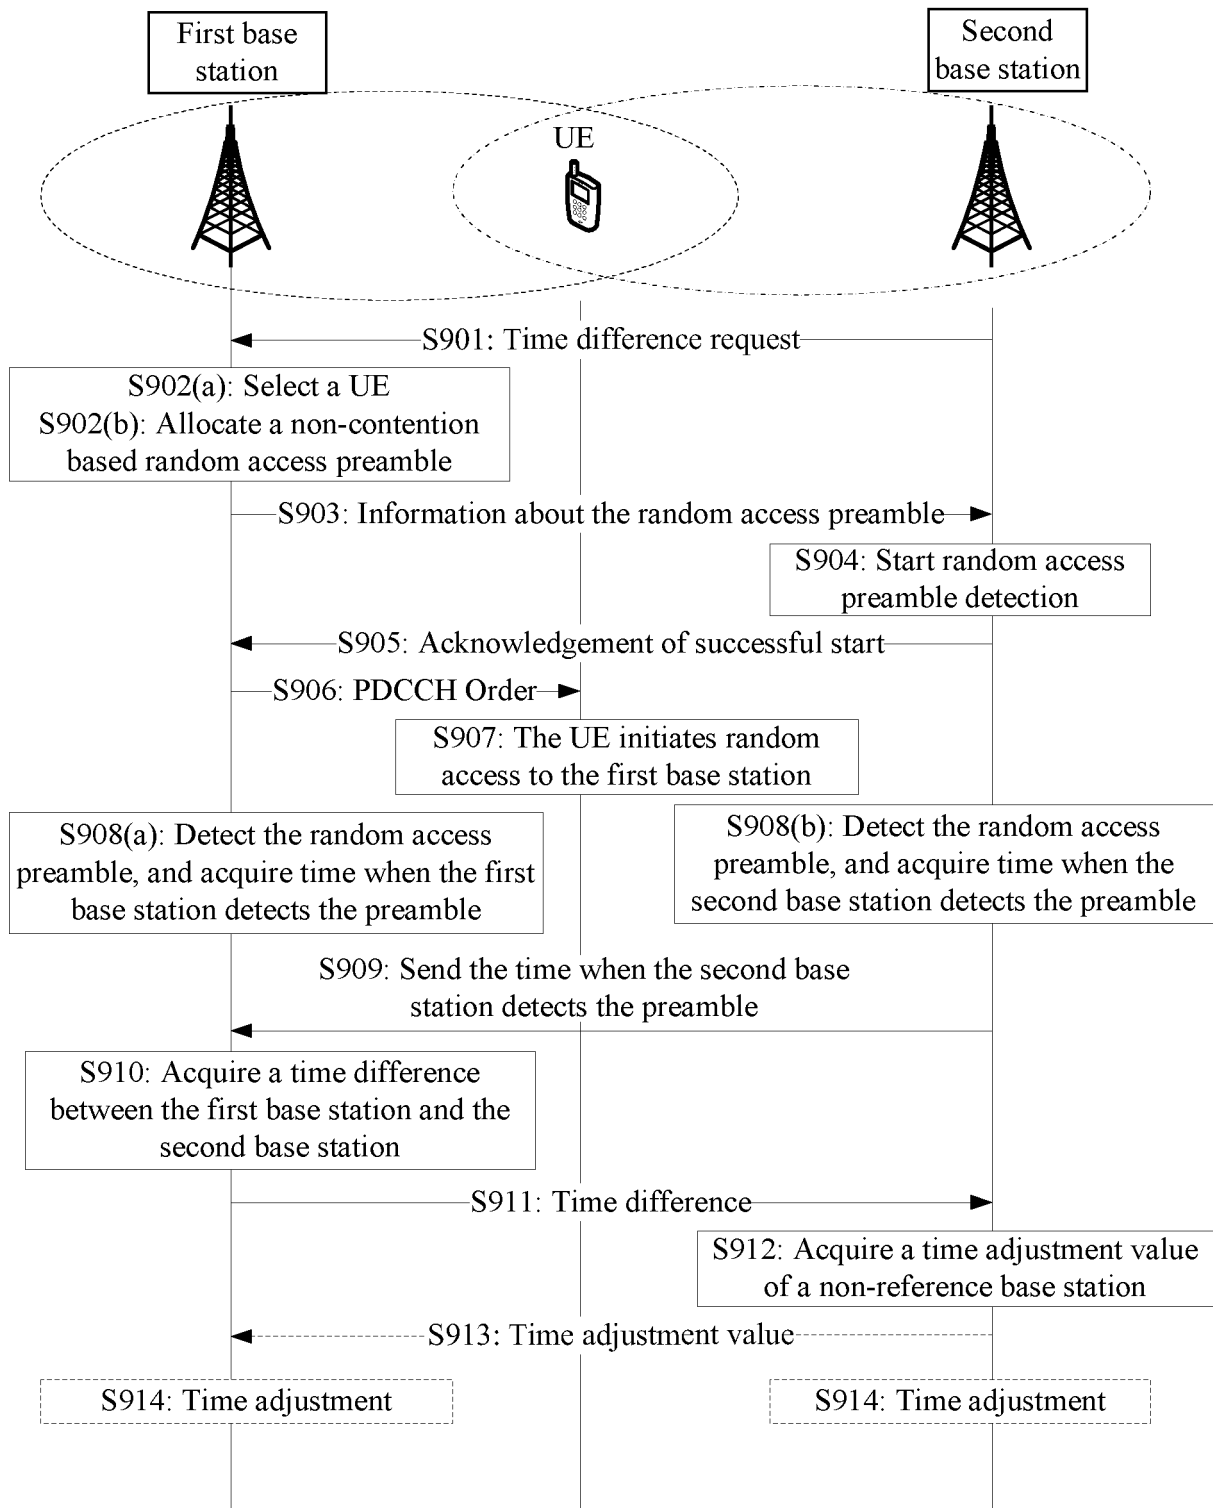 First base
station
Second
base station
UE
S901: Time difference request
S902(a): Select a UE
S902(b): Allocate a non-contention
based random access preamble
S903: Information about the random access preamble
S904: Start random access
preamble detection
S905: Acknowledgement of successful start
S906: PDCCH Order
S907: The UE initiates random
access to the first base station
S908(a): Detect the random access
preamble, and acquire time when the first
base station detects the preamble
S908(b): Detect the random access
preamble, and acquire time when the
second base station detects the preamble
S909: Send the time when the second base
station detects the preamble
S910: Acquire a time difference
between the first base station and the
second base station
S911: Time difference
S912: Acquire a time adjustment value
of a non-reference base station
S913: Time adjustment value
S914: Time adjustment
S914: Time adjustment